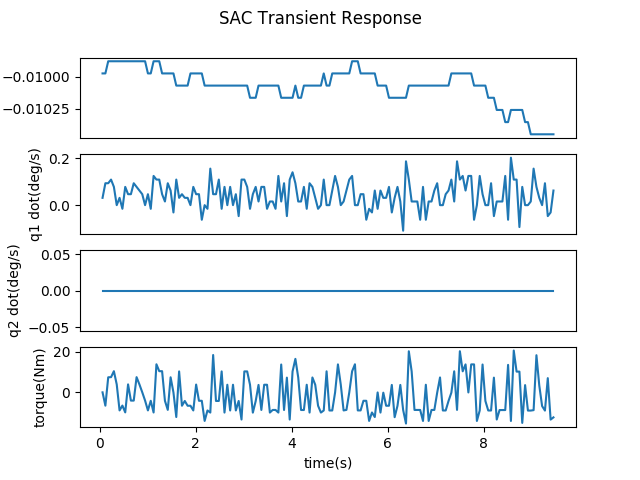 SAC Transient Response
−0.01000
−0.01025
q1 dot(deg/s)
0.2
0.0
q2 dot(deg/s)
0.05
0.00
−0.05
torque(Nm)
20
0
0 2 4 6 8
time(s)